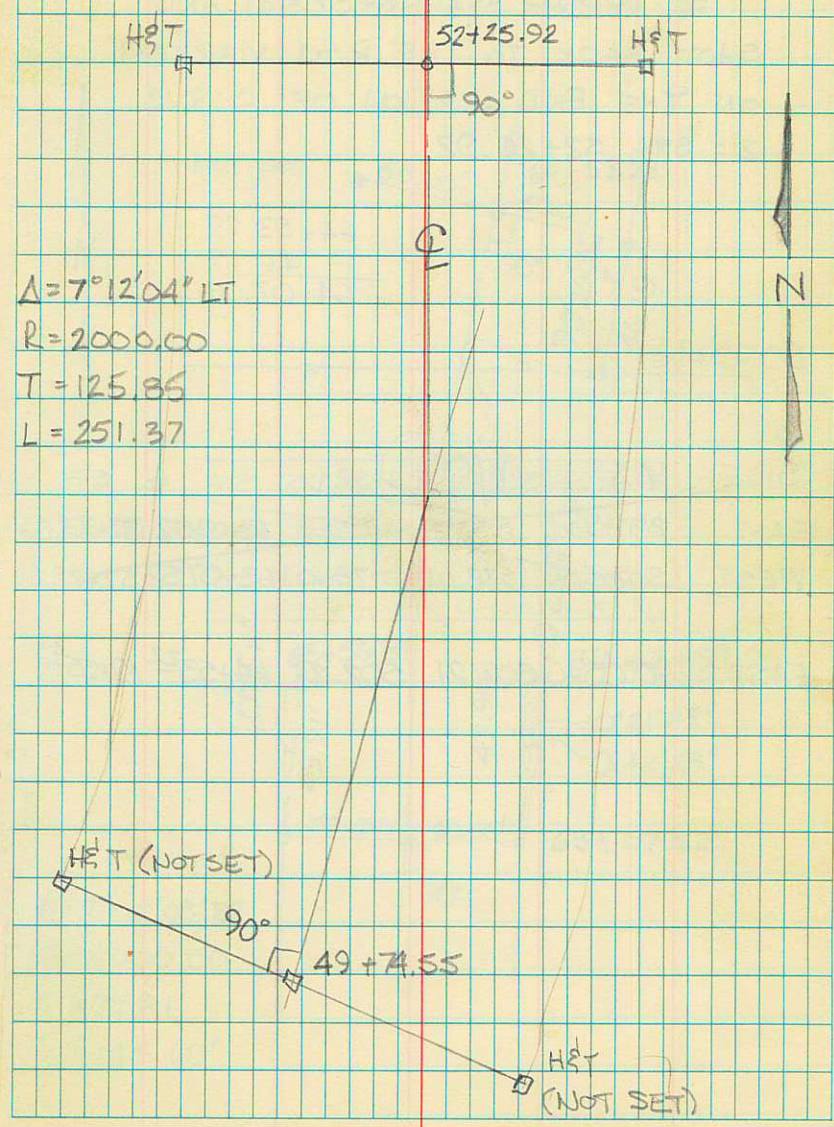 H&T 52+25.92 H&T
90°
℄
Δ = 7°12'04" LT
N
R = 2000.00
T = 125.85
L = 251.37
H&T (NOT SET)
90°
49+74.55
H&T
(NOT SET)